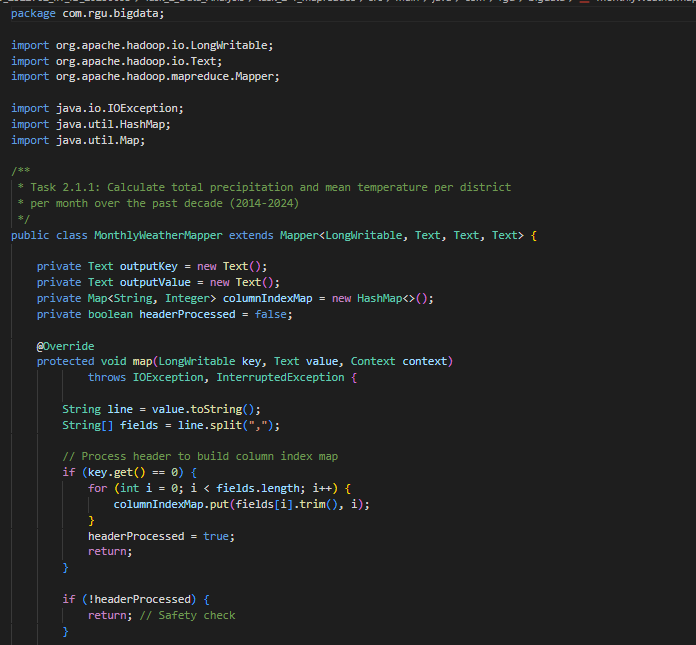 package com.rgu.bigdata;
import org.apache.hadoop.io.LongWritable;
import org.apache.hadoop.io.Text;
import org.apache.hadoop.mapreduce.Mapper;
import java.io.IOException;
import java.util.HashMap;
import java.util.Map;
/**
 * Task 2.1.1: Calculate total precipitation and mean temperature per district
 * per month over the past decade (2014-2024)
 */
public class MonthlyWeatherMapper extends Mapper<LongWritable, Text, Text, Text> {
    private Text outputKey = new Text();
    private Text outputValue = new Text();
    private Map<String, Integer> columnIndexMap = new HashMap<>();
    private boolean headerProcessed = false;
    @Override
    protected void map(LongWritable key, Text value, Context context)
            throws IOException, InterruptedException {
        String line = value.toString();
        String[] fields = line.split(",");
        // Process header to build column index map
        if (key.get() == 0) {
            for (int i = 0; i < fields.length; i++) {
                columnIndexMap.put(fields[i].trim(), i);
            }
            headerProcessed = true;
            return;
        }
        if (!headerProcessed) {
            return; // Safety check
        }